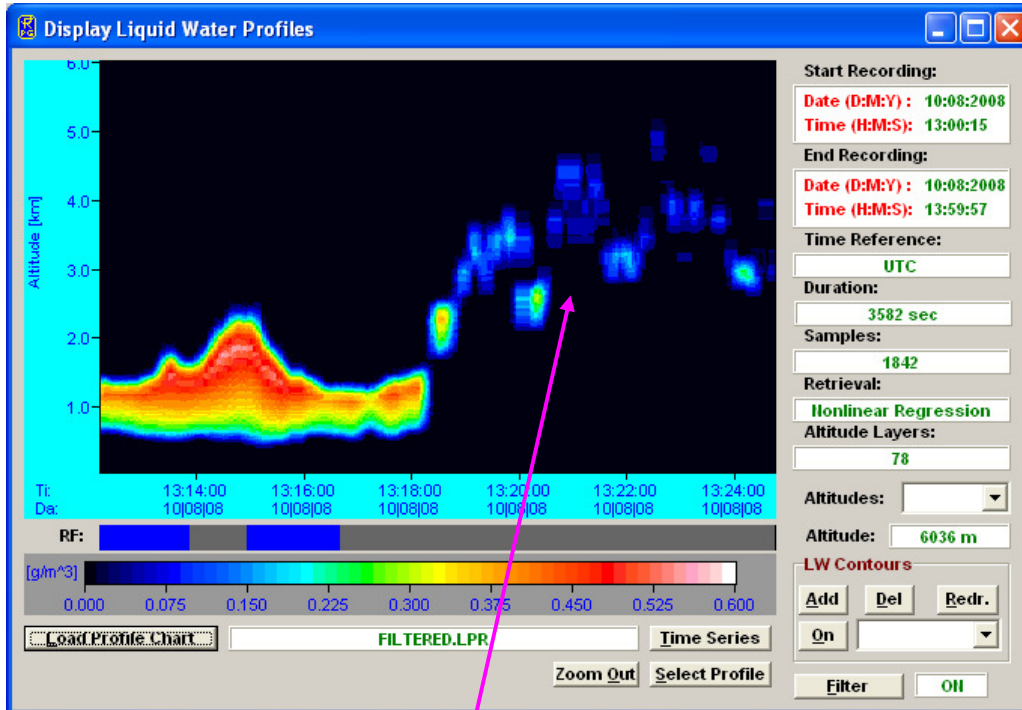 Display Liquid Water Profiles
6.0
5.0
4.0
3.0
2.0
1.0
Altitude [km]
Ti: 13:14:00 13:16:00 13:18:00 13:20:00 13:22:00 13:24:00
Da: 10|08|08 10|08|08 10|08|08 10|08|08 10|08|08 10|08|08
RF:
[g/m^3]
0.000 0.075 0.150 0.225 0.300 0.375 0.450 0.525 0.600
Load Profile Chart FILTERED.LPR Time Series
Zoom Out Select Profile
Start Recording:
Date (D:M:Y) : 10:08:2008
Time (H:M:S): 13:00:15
End Recording:
Date (D:M:Y) : 10:08:2008
Time (H:M:S): 13:59:57
Time Reference:
UTC
Duration:
3582 sec
Samples:
1842
Retrieval:
Nonlinear Regression
Altitude Layers:
78
Altitudes:
Altitude: 6036 m
LW Contours
Add Del Redr.
On
Filter ON